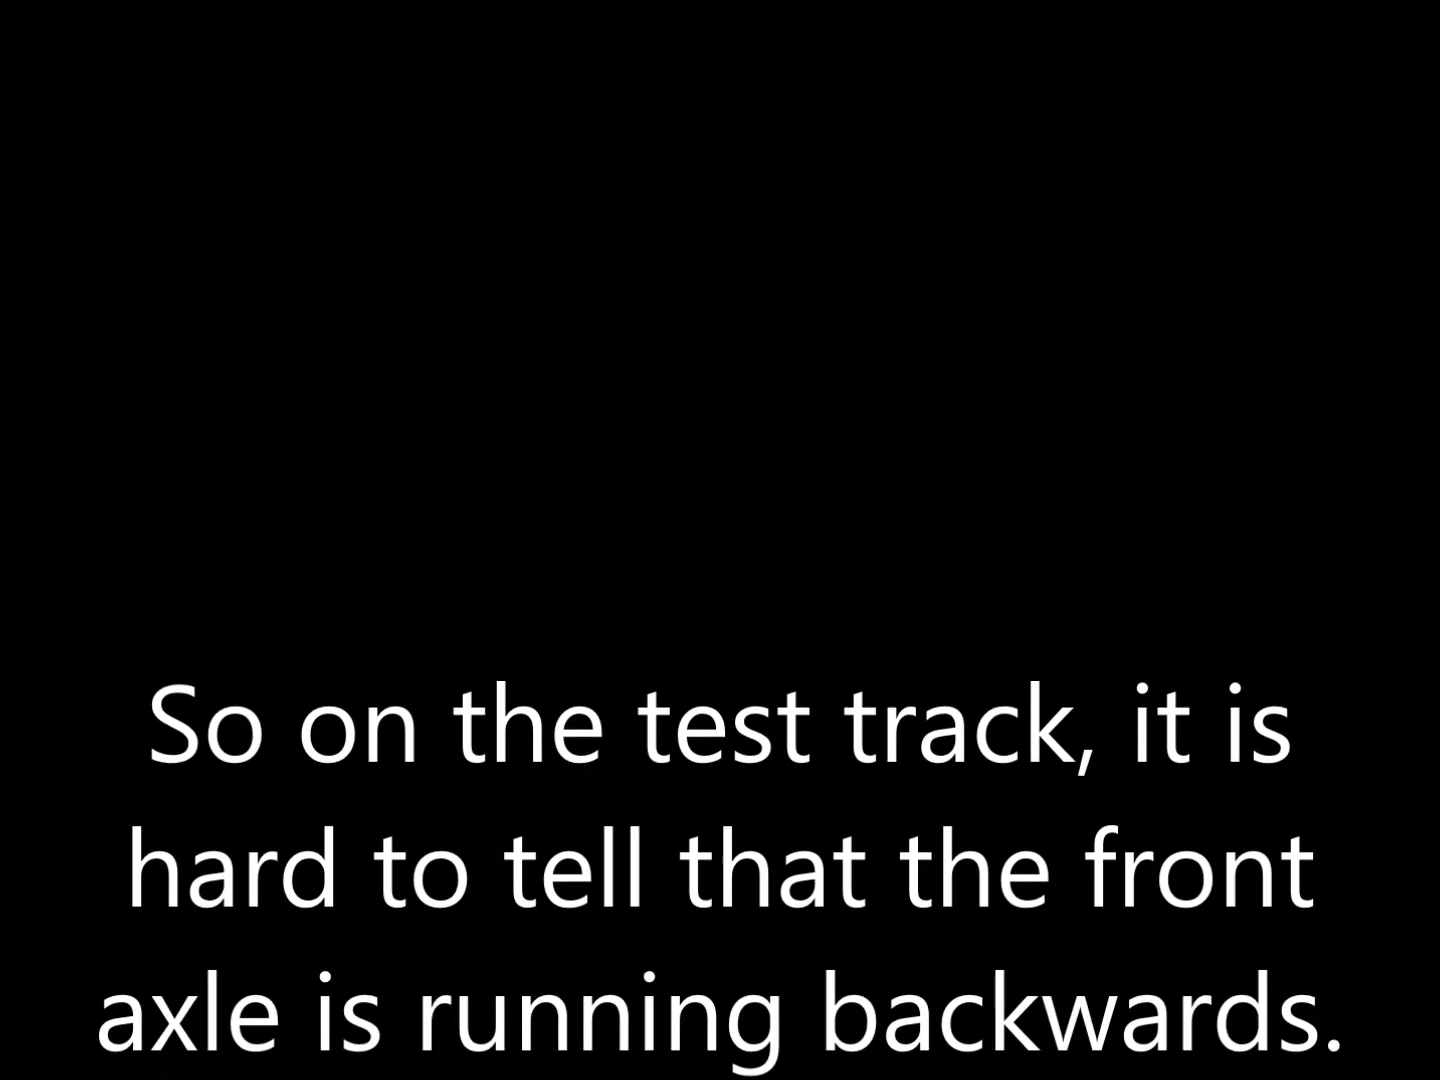 So on the test track, it is
hard to tell that the front
axle is running backwards.